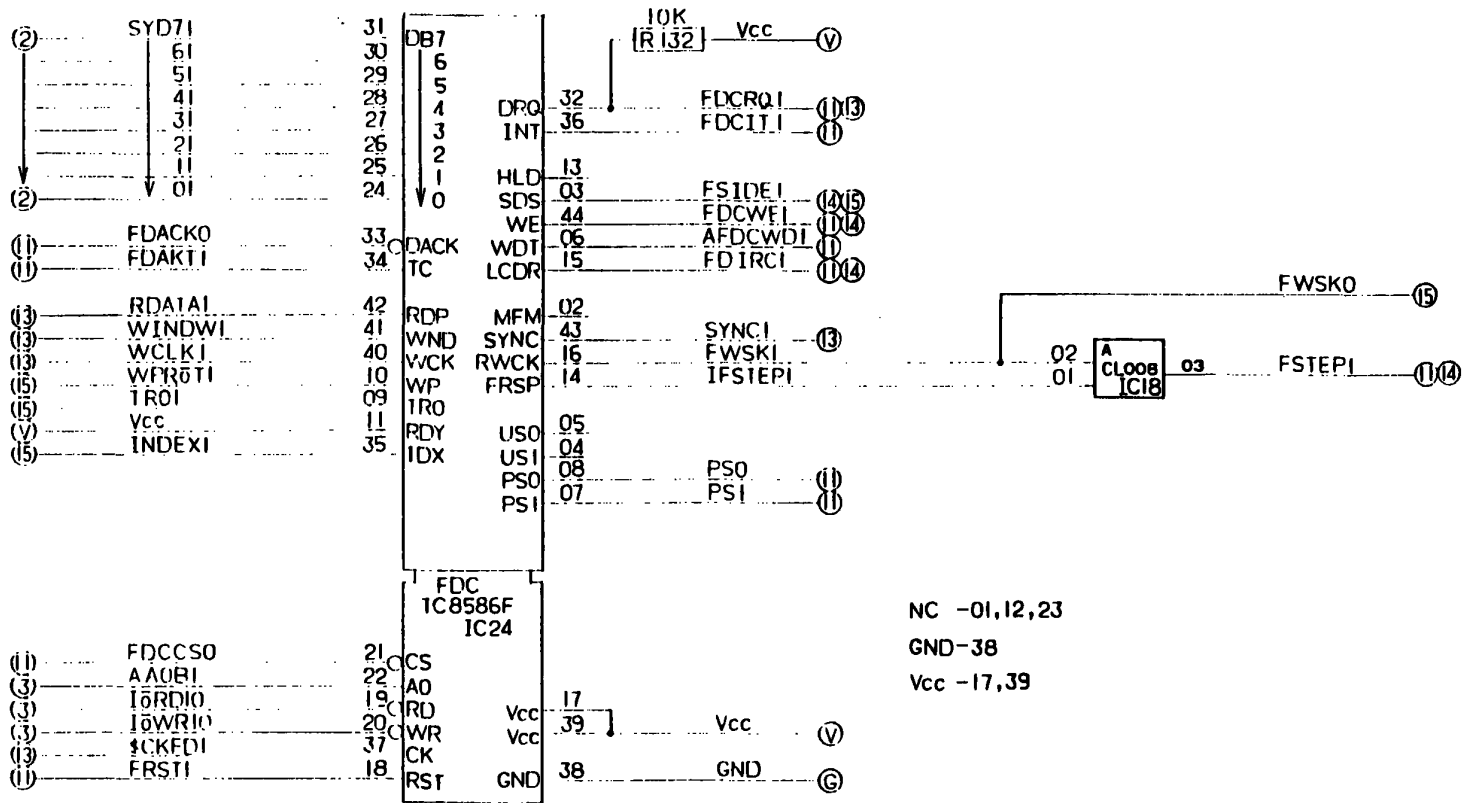 10K
R132 Vcc V
2 SYD71 31 DB7
61 30 6
51 29 5
41 28 4 DRQ 32 FDCRQ1 11 13
31 27 3 INT 36 FDCIT1 11
21 26 2
11 25 1 HLD 13
2 01 24 0 SDS 03 FSIDE1 14 15
WE 44 FDCWE1 11 14
11 FDACK0 33 DACK WDT 06 AFDCWD1 11
11 FDAKT1 34 TC LCDR 15 FDIRC1 11 14
FWSK0 15
13 RDATA1 42 RDP MFM 02
13 WINDW1 41 WND SYNC 43 SYNC1 13
13 WCLK1 40 WCK RWCK 16 FWSK1 02 A
15 WPRōT1 10 WP FRSP 14 IFSTEP1 01 CL008 03 FSTEP1 11 14
IC18
15 TR01 09 TR0
V Vcc 11 RDY US0 05
15 INDEX1 35 IDX US1 04
PS0 08 PS0 11
PS1 07 PS1 11
FDC
TC8586F
IC24
NC -01,12,23
GND-38
Vcc -17,39
11 FDCCS0 21 CS
3 AA0B1 22 A0
3 IōRD10 19 RD Vcc 17
3 IōWR10 20 WR Vcc 39 Vcc V
13 $CKFD1 37 CK
11 FRST1 18 RST GND 38 GND G